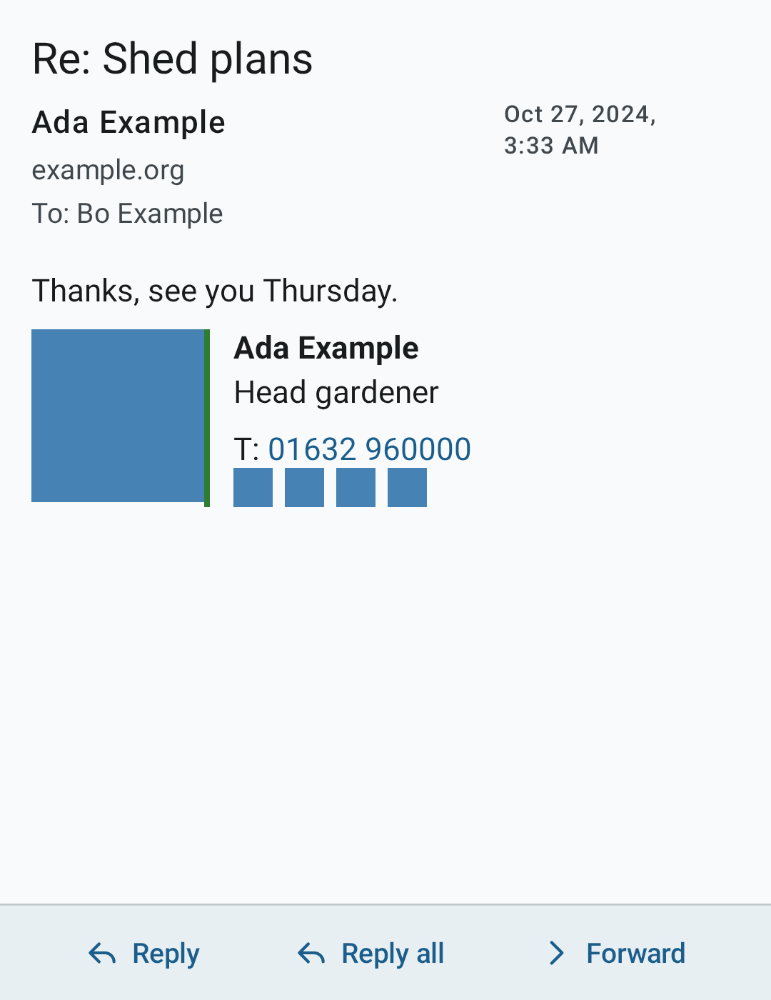 Re: Shed plans
Ada Example
Oct 27, 2024,
3:33 AM
example.org
To: Bo Example
Thanks, see you Thursday.
Ada Example
Head gardener
T: 01632 960000
Reply
Reply all
Forward